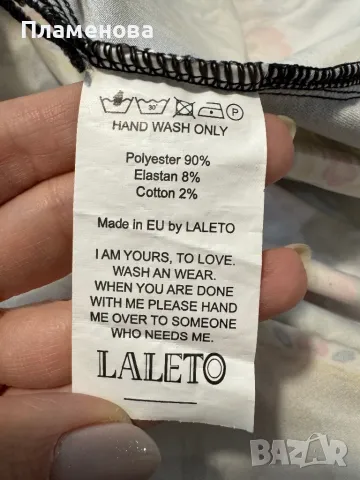 Пламенова
30°
P
HAND WASH ONLY
Polyester 90%
Elastan 8%
Cotton 2%
Made in EU by LALETO
I AM YOURS, TO LOVE.
WASH AN WEAR.
WHEN YOU ARE DONE
WITH ME PLEASE HAND
ME OVER TO SOMEONE
WHO NEEDS ME.
LALETO
BAZAR